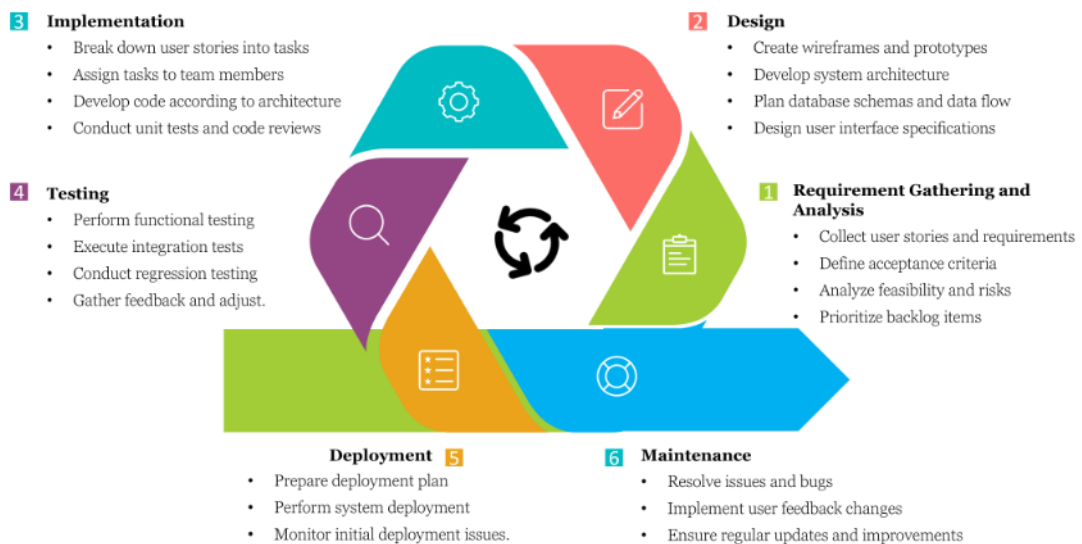 3 Implementation
• Break down user stories into tasks
• Assign tasks to team members
• Develop code according to architecture
• Conduct unit tests and code reviews
2 Design
• Create wireframes and prototypes
• Develop system architecture
• Plan database schemas and data flow
• Design user interface specifications
4 Testing
• Perform functional testing
• Execute integration tests
• Conduct regression testing
• Gather feedback and adjust.
1 Requirement Gathering and
Analysis
• Collect user stories and requirements
• Define acceptance criteria
• Analyze feasibility and risks
• Prioritize backlog items
Deployment 5
• Prepare deployment plan
• Perform system deployment
• Monitor initial deployment issues.
6 Maintenance
• Resolve issues and bugs
• Implement user feedback changes
• Ensure regular updates and improvements